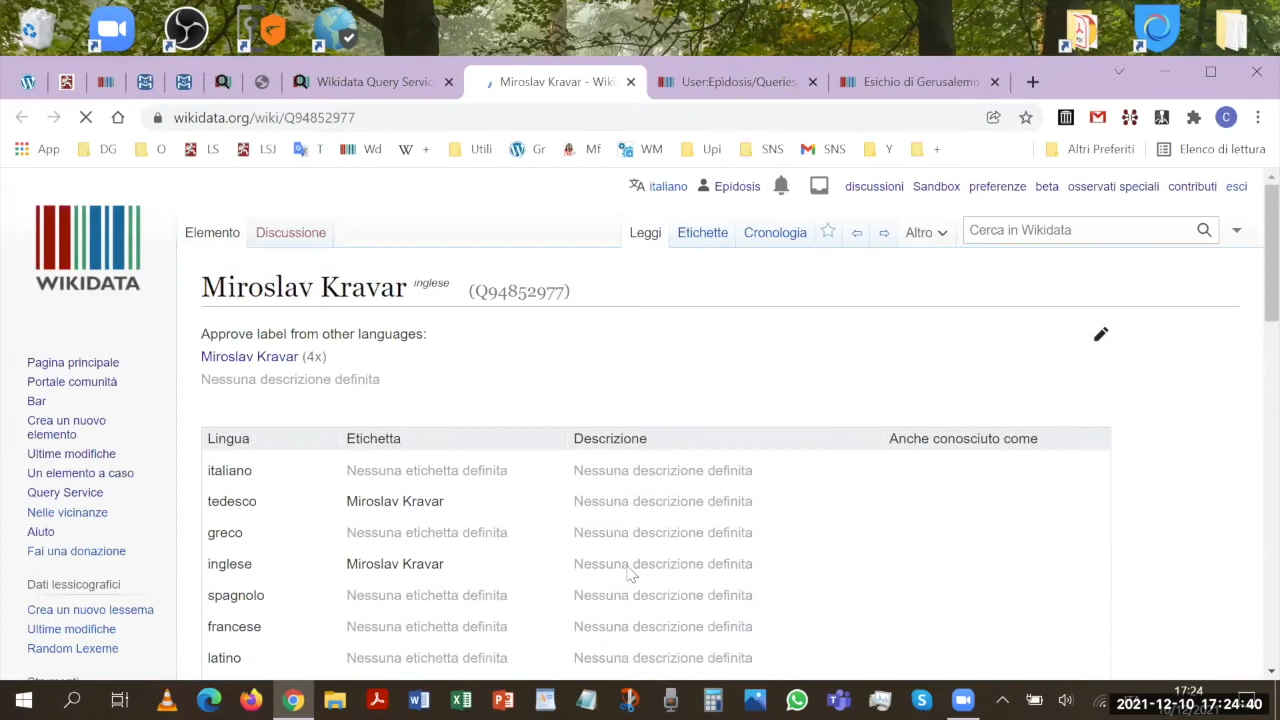 Wikidata Query Servic
Miroslav Kravar - Wiki
User:Epidosis/Queries
Esichio di Gerusalemm
wikidata.org/wiki/Q94852977
C
App
DG
O
LS
LSJ
T
Wd
+
Utili
Gr
Mf
WM
Upi
SNS
SNS
Y
+
Altri Preferiti
Elenco di lettura
italiano
Epidosis
discussioni
Sandbox
preferenze
beta
osservati speciali
contributi
esci
WIKIDATA
Elemento
Discussione
Leggi
Etichette
Cronologia
Altro
Cerca in Wikidata
Miroslav Kravar inglese (Q94852977)
Approve label from other languages:
Miroslav Kravar (4x)
Nessuna descrizione definita
Pagina principale
Portale comunità
Bar
Crea un nuovo
elemento
Ultime modifiche
Un elemento a caso
Query Service
Nelle vicinanze
Aiuto
Fai una donazione
Dati lessicografici
Crea un nuovo lessema
Ultime modifiche
Random Lexeme
Lingua Etichetta Descrizione Anche conosciuto come
italiano Nessuna etichetta definita Nessuna descrizione definita
tedesco Miroslav Kravar Nessuna descrizione definita
greco Nessuna etichetta definita Nessuna descrizione definita
inglese Miroslav Kravar Nessuna descrizione definita
spagnolo Nessuna etichetta definita Nessuna descrizione definita
francese Nessuna etichetta definita Nessuna descrizione definita
latino Nessuna etichetta definita Nessuna descrizione definita
17:24
2021-12-10 17:24:40